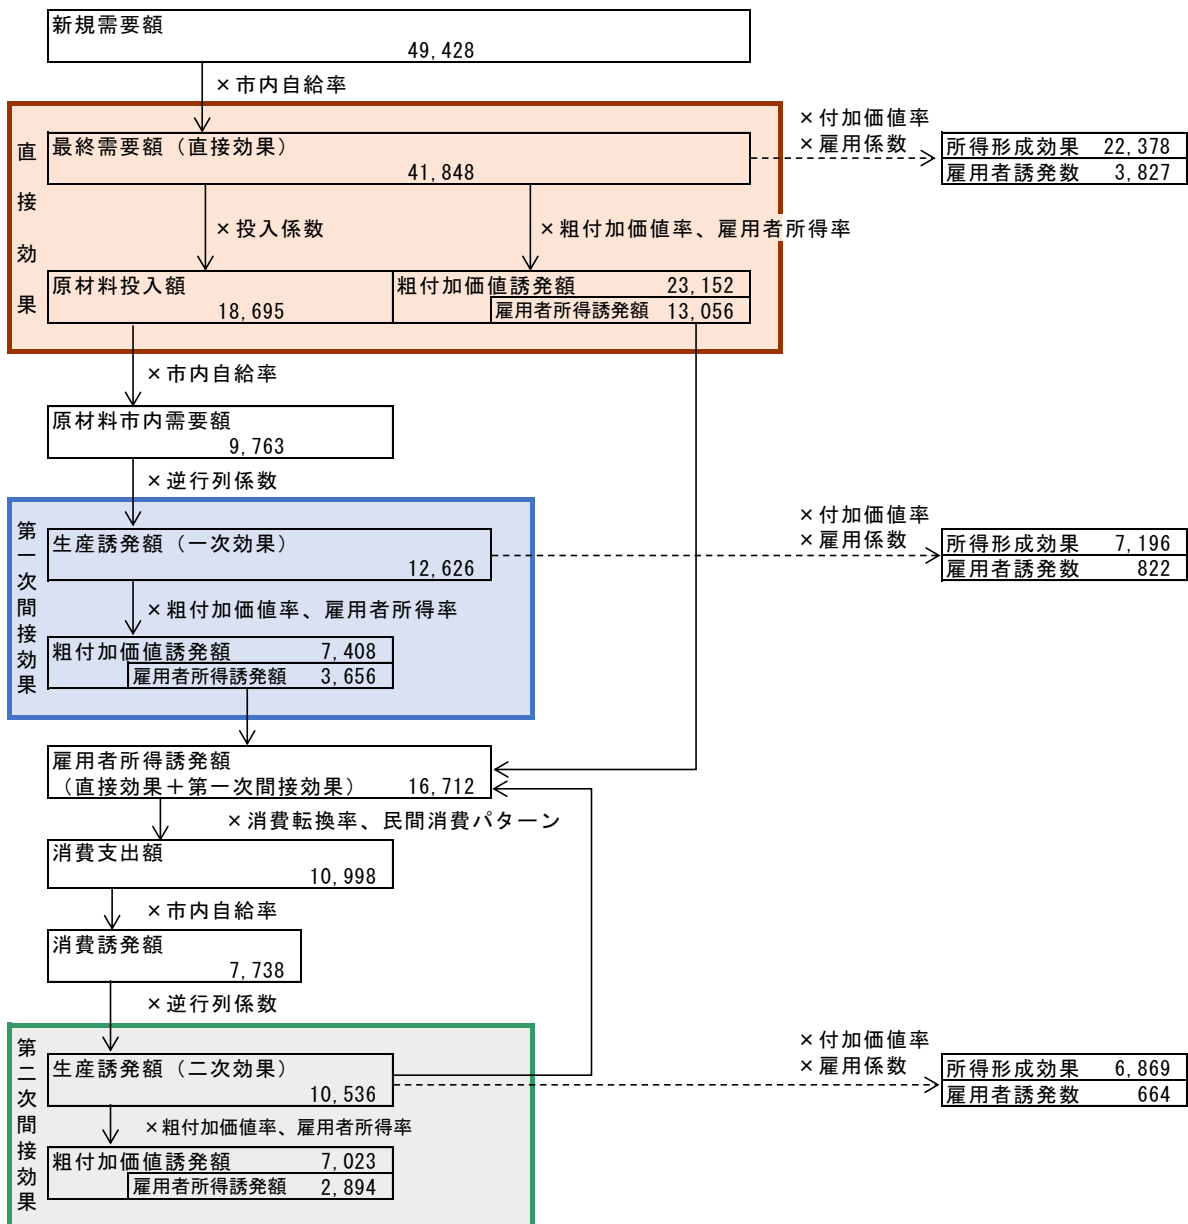 新規需要額
49,428
×市内自給率
直接効果
最終需要額（直接効果）
41,848
×付加価値率
×雇用係数
所得形成効果 22,378
雇用者誘発数 3,827
×投入係数
×粗付加価値率、雇用者所得率
原材料投入額
18,695
粗付加価値誘発額 23,152
雇用者所得誘発額 13,056
×市内自給率
原材料市内需要額
9,763
×逆行列係数
第一次間接効果
生産誘発額（一次効果）
12,626
×付加価値率
×雇用係数
所得形成効果 7,196
雇用者誘発数 822
×粗付加価値率、雇用者所得率
粗付加価値誘発額 7,408
雇用者所得誘発額 3,656
雇用者所得誘発額
（直接効果＋第一次間接効果） 16,712
×消費転換率、民間消費パターン
消費支出額
10,998
×市内自給率
消費誘発額
7,738
×逆行列係数
第二次間接効果
生産誘発額（二次効果）
10,536
×付加価値率
×雇用係数
所得形成効果 6,869
雇用者誘発数 664
×粗付加価値率、雇用者所得率
粗付加価値誘発額 7,023
雇用者所得誘発額 2,894